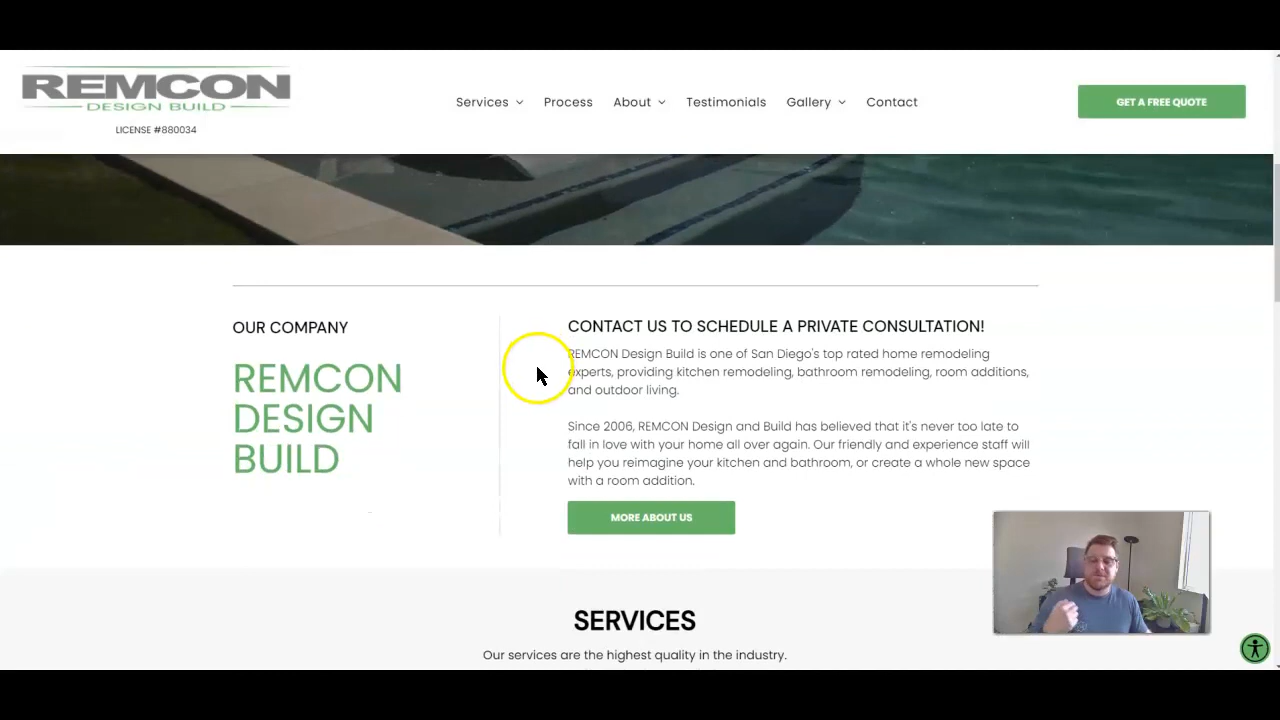 REMCON
DESIGN BUILD
LICENSE #880034
Services Process About Testimonials Gallery Contact
GET A FREE QUOTE
OUR COMPANY
REMCON
DESIGN
BUILD
CONTACT US TO SCHEDULE A PRIVATE CONSULTATION!
REMCON Design Build is one of San Diego's top rated home remodeling
experts, providing kitchen remodeling, bathroom remodeling, room additions,
and outdoor living.
Since 2006, REMCON Design and Build has believed that it's never too late to
fall in love with your home all over again. Our friendly and experience staff will
help you reimagine your kitchen and bathroom, or create a whole new space
with a room addition.
MORE ABOUT US
SERVICES
Our services are the highest quality in the industry.